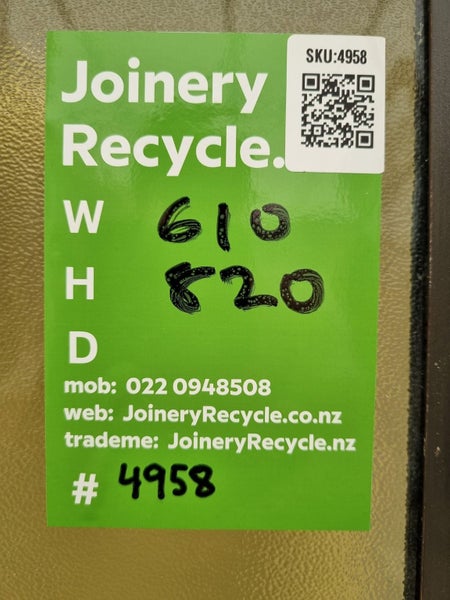 SKU:4958
Joinery
Recycle.
W 610
H 820
D
mob: 022 0948508
web: JoineryRecycle.co.nz
trademe: JoineryRecycle.nz
# 4958